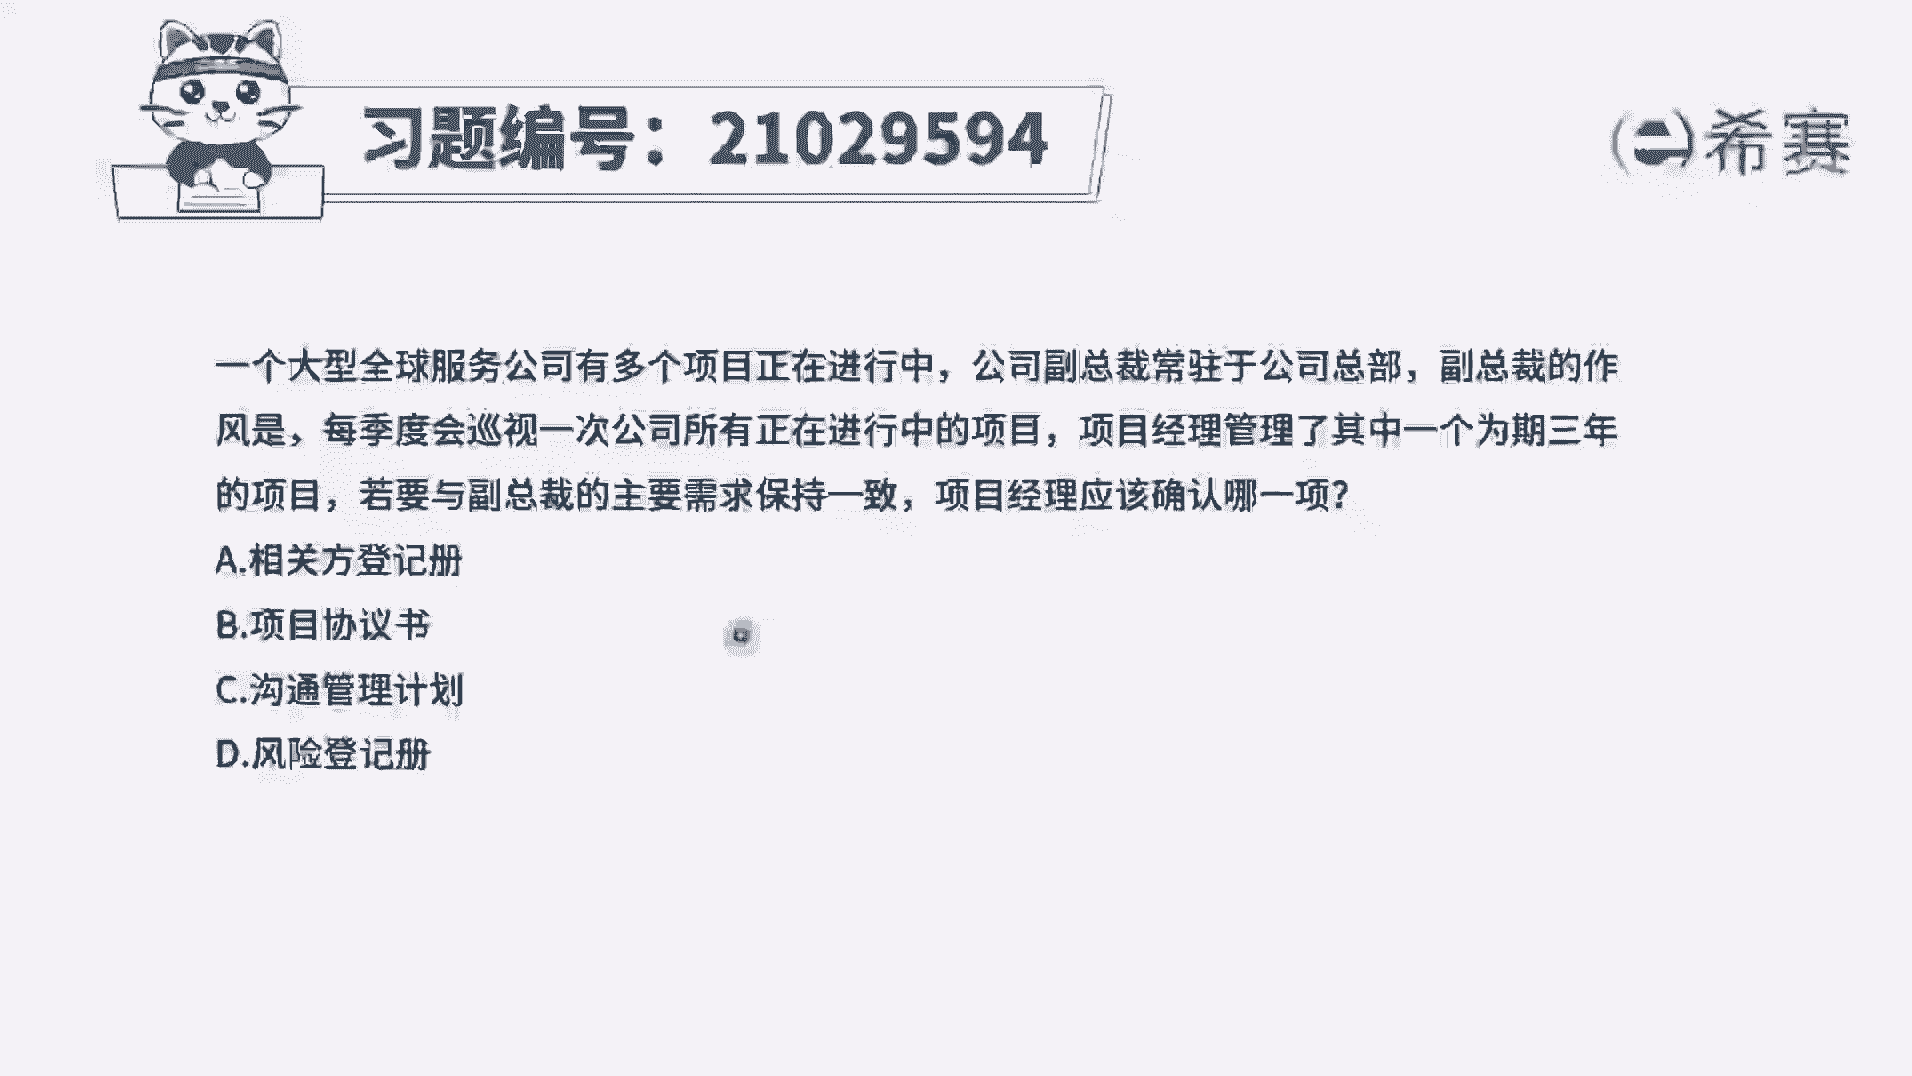 习题编号：21029594
希赛
一个大型全球服务公司有多个项目正在进行中，公司副总裁常驻于公司总部，副总裁的作
风是，每季度会巡视一次公司所有正在进行中的项目，项目经理管理了其中一个为期三年
的项目，若要与副总裁的主要需求保持一致，项目经理应该确认哪一项？
A.相关方登记册
B.项目协议书
C.沟通管理计划
D.风险登记册